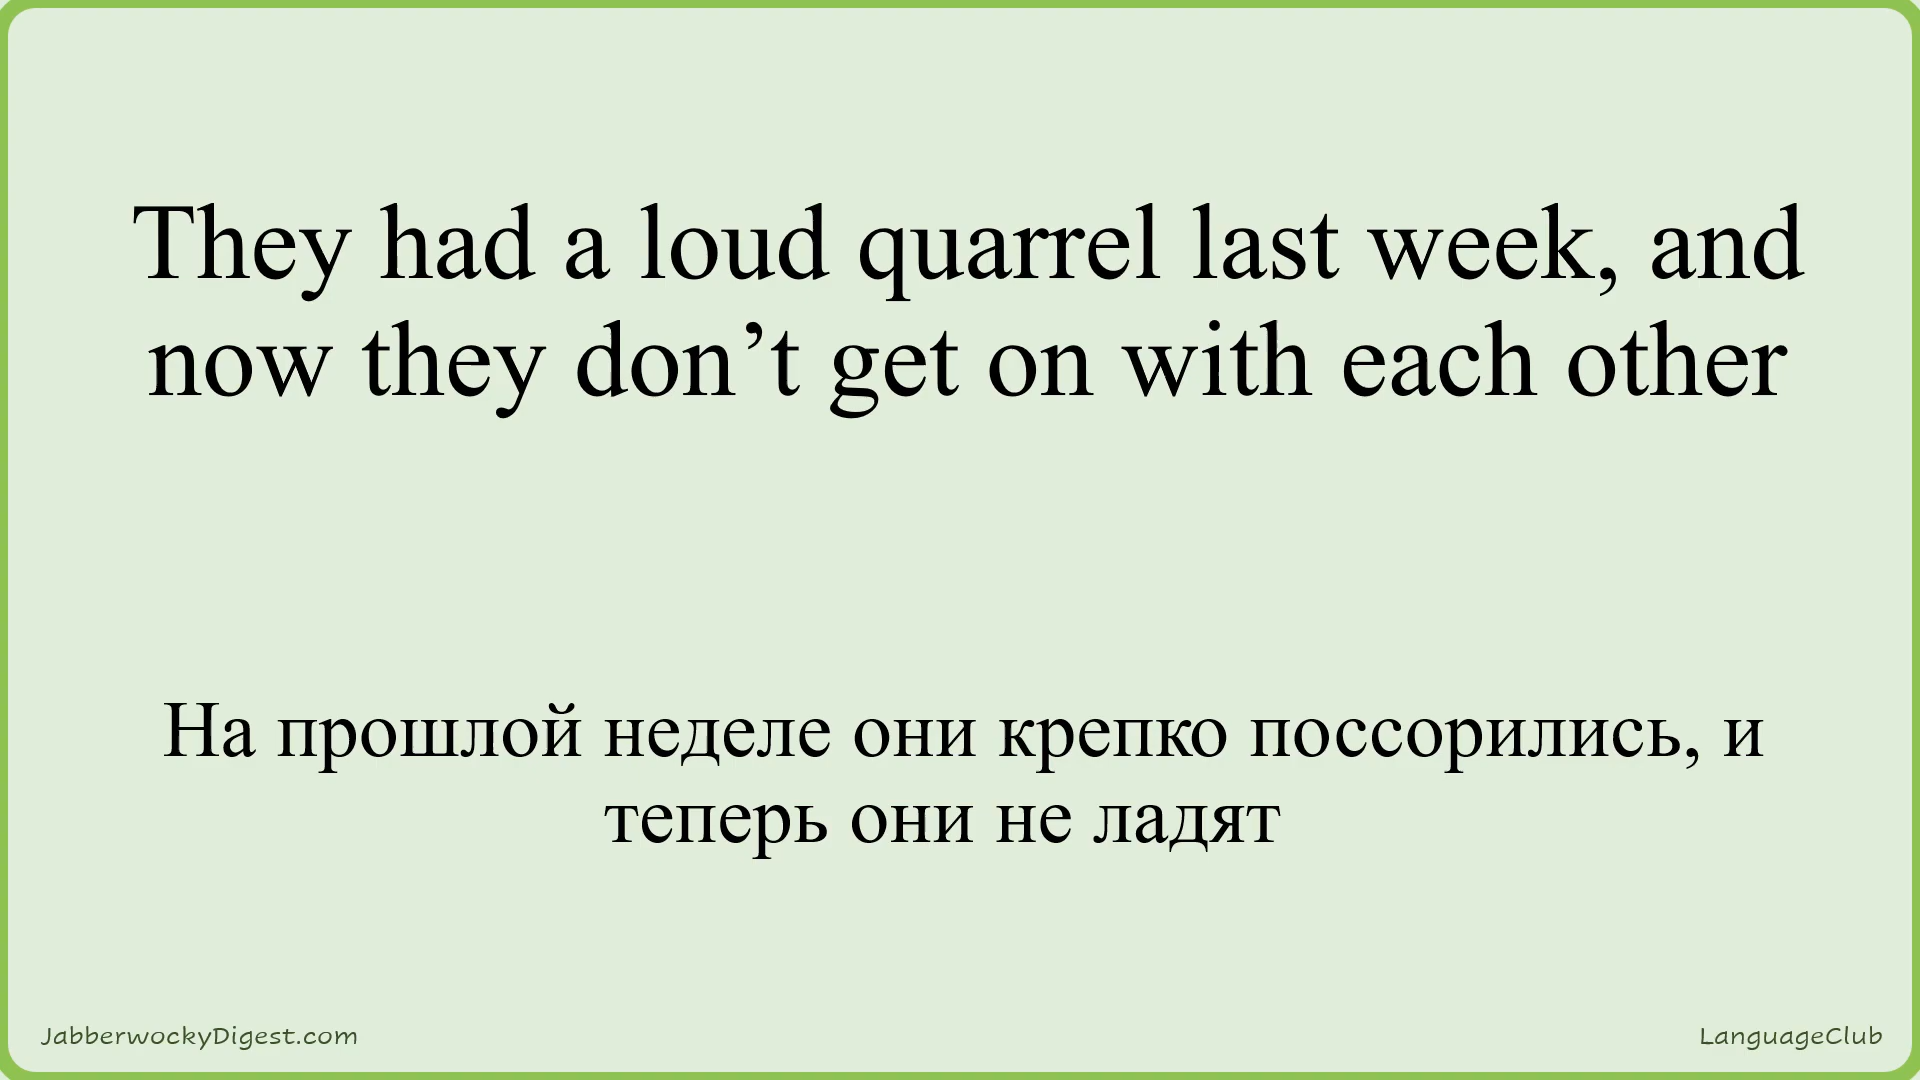 They had a loud quarrel last week, and
now they don’t get on with each other
На прошлой неделе они крепко поссорились, и
теперь они не ладят
JabberwockyDigest.com
LanguageClub